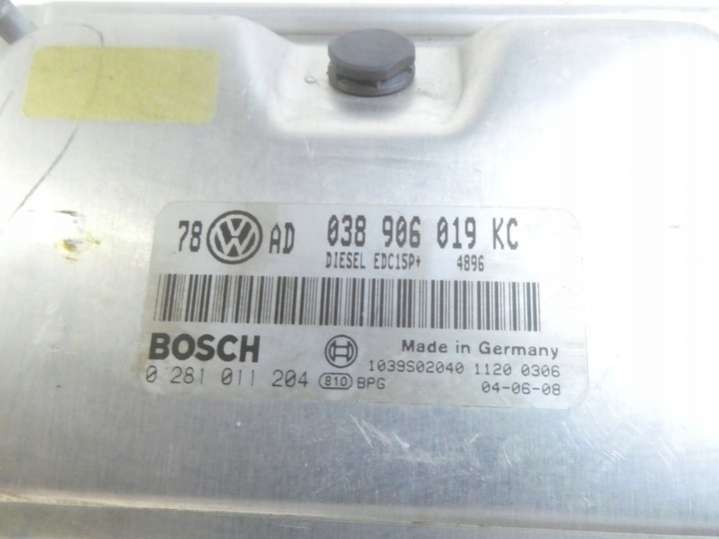 78 VW AD 038 906 019 KC
DIESEL EDC15P+ 4896
BOSCH
Made in Germany
1039S02040 1120 0306
0 281 011 204 810 BPG 04-06-08